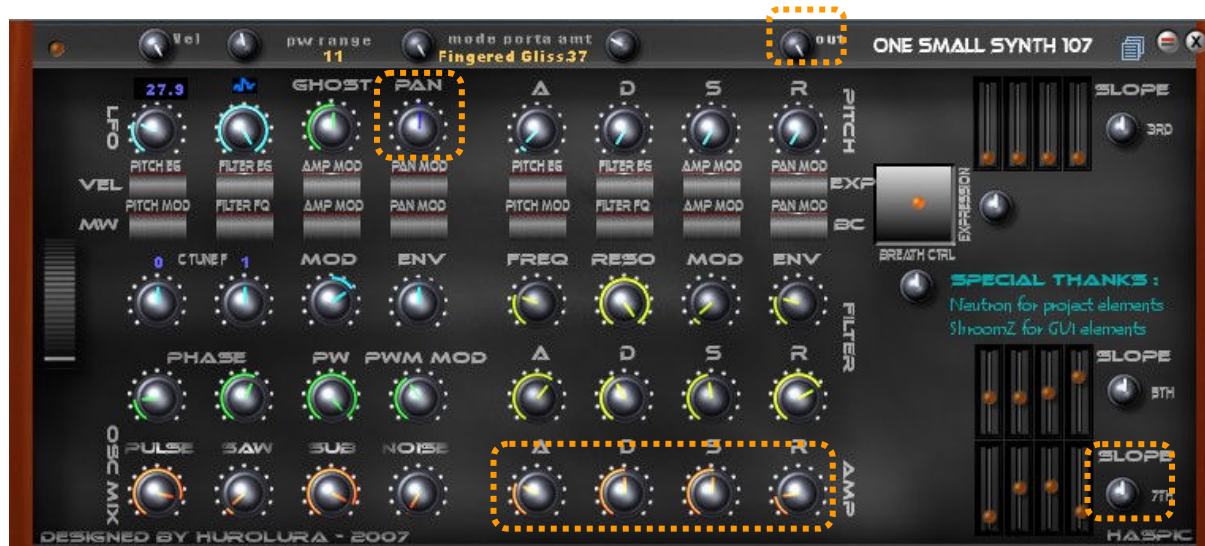 Vel
pw range
mode porta amt
out
ONE SMALL SYNTH 107
11
Fingered Gliss 37
27.9
GHOST PAN
A D S R
SLOPE
LFO
PITCH
3RD
PITCH EG FILTER EG AMP MOD PAN MOD PITCH EG FILTER EG AMP MOD PAN MOD
VEL
EXP
PITCH MOD FILTER FQ AMP MOD PAN MOD PITCH MOD FILTER FQ AMP MOD PAN MOD
MW
BC
EXPRESSION
BREATH CTRL
0 C TUNE F 1
MOD ENV FREQ RESO MOD ENV
FILTER
SPECIAL THANKS :
Neutron for project elements
ShroomZ for GUI elements
PHASE PW PWM MOD A D S R
SLOPE
5TH
OSC MIX
PULSE SAW SUB NOISE A D S R
AMP
SLOPE
7TH
DESIGNED BY HUROLURA - 2007
HASPIC